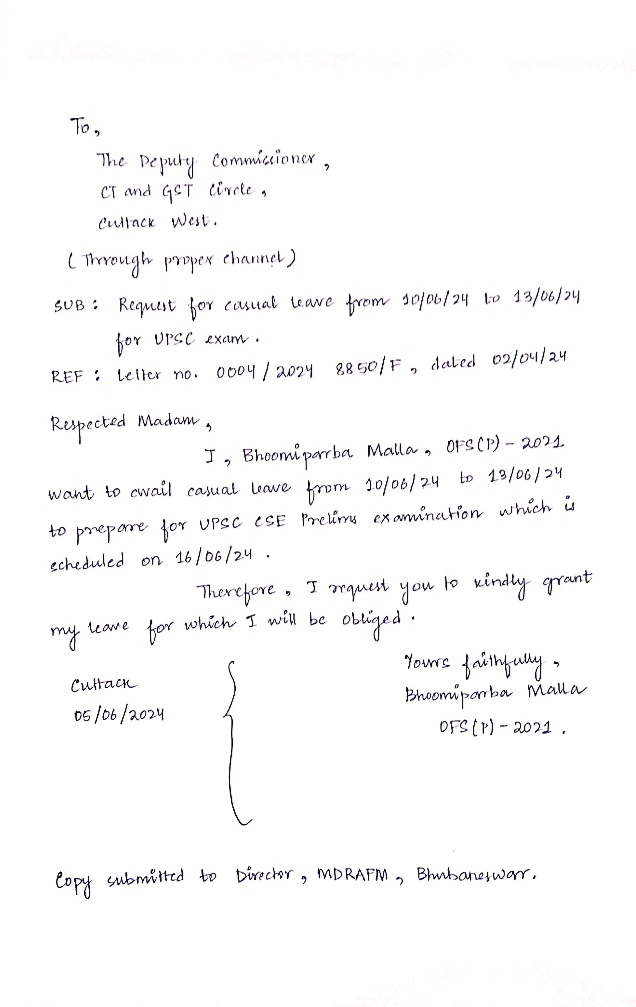 To,
The Deputy Commissioner,
CT and GST Circle,
Cuttack West.
(Through proper channel)
SUB: Request for casual leave from 10/06/24 to 13/06/24
for UPSC exam.
REF: Letter no. 0004/2024 8850/F, dated 02/04/24
Respected Madam,
I, Bhoomiparba Malla, OFS(P) - 2021
want to avail casual leave from 10/06/24 to 13/06/24
to prepare for UPSC CSE Prelims examination which is
scheduled on 16/06/24.
Therefore, I request you to kindly grant
my leave for which I will be obliged.
Yours faithfully,
Cuttack
Bhoomiparba Malla
05/06/2024
OFS(P) - 2021.
Copy submitted to Director, MDRAFM, Bhubaneswar.